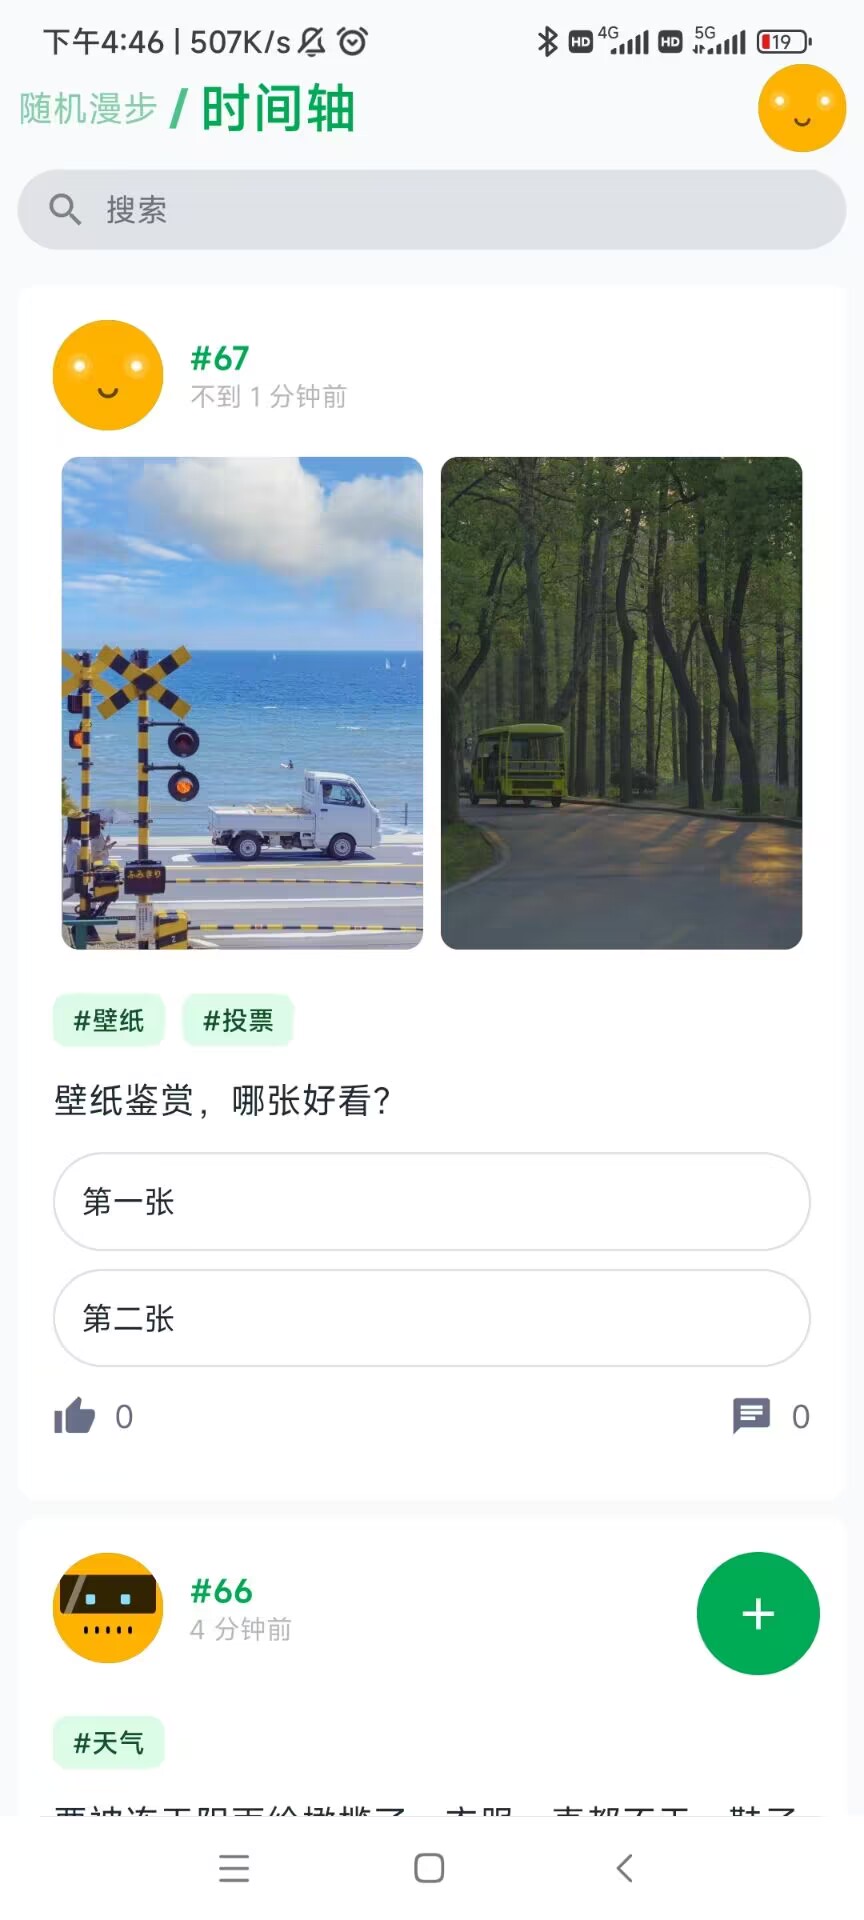 下午4:46 | 507K/s
HD 4G HD 5G 19
随机漫步 / 时间轴
搜索
#67
不到 1 分钟前
ふみきり
#壁纸 #投票
壁纸鉴赏，哪张好看？
第一张
第二张
0 0
#66
4 分钟前
#天气